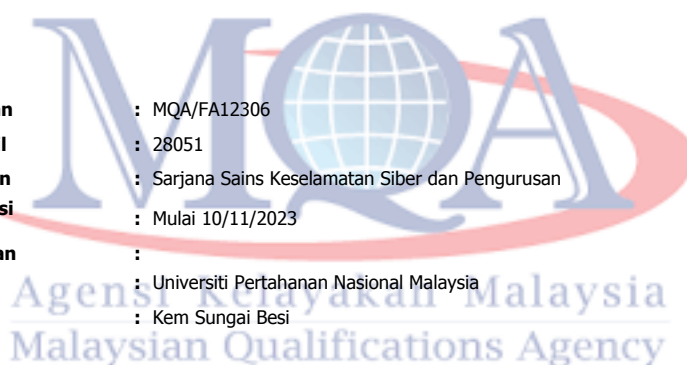 MQA
an : MQA/FA12306
l : 28051
n : Sarjana Sains Keselamatan Siber dan Pengurusan
si : Mulai 10/11/2023
an :
: Universiti Pertahanan Nasional Malaysia
Agensi Kelayakan Malaysia
: Kem Sungai Besi
Malaysian Qualifications Agency